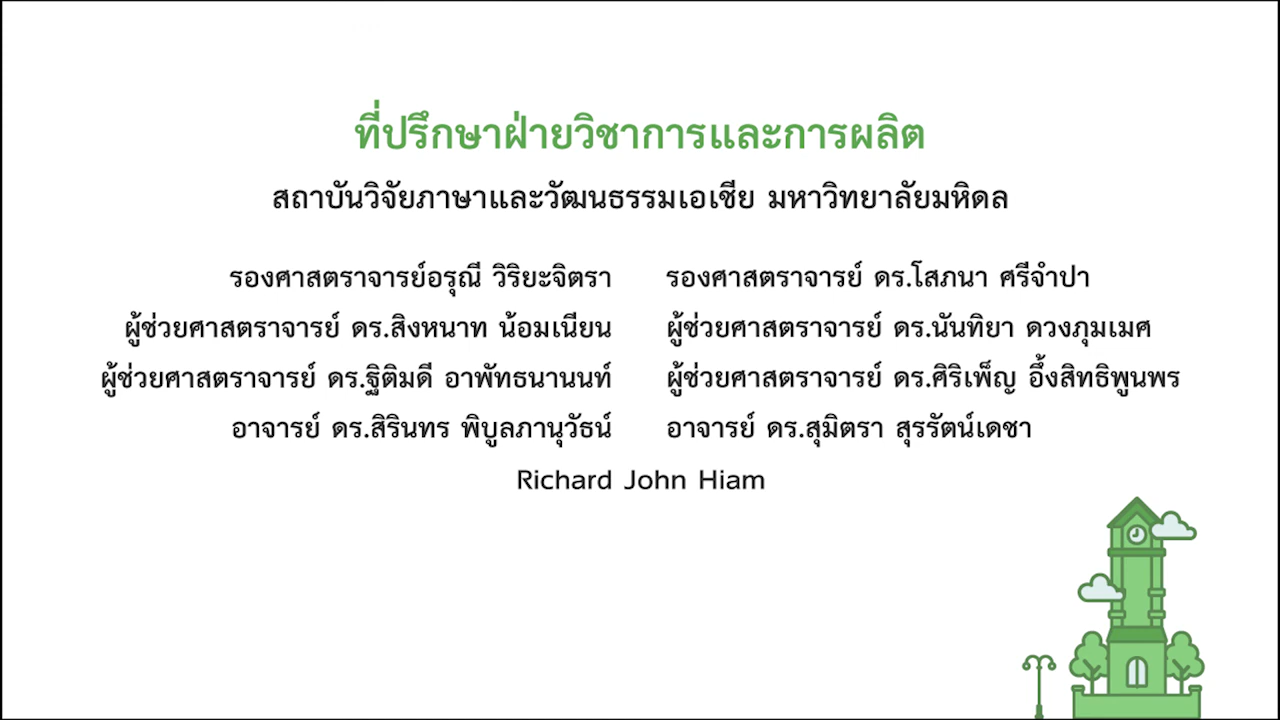 ที่ปรึกษาฝ่ายวิชาการและการผลิต
สถาบันวิจัยภาษาและวัฒนธรรมเอเชีย มหาวิทยาลัยมหิดล
รองศาสตราจารย์อรุณี วิริยะจิตรา รองศาสตราจารย์ ดร.โสภนา ศรีจำปา
ผู้ช่วยศาสตราจารย์ ดร.สิงหนาท น้อมเนียน ผู้ช่วยศาสตราจารย์ ดร.นันทิยา ดวงภุมเมศ
ผู้ช่วยศาสตราจารย์ ดร.ฐิติมดี อาพัทธนานนท์ ผู้ช่วยศาสตราจารย์ ดร.ศิริเพ็ญ อึ้งสิทธิพูนพร
อาจารย์ ดร.สิรินทร พิบูลภานุวัธน์ อาจารย์ ดร.สุมิตรา สุรรัตน์เดชา
Richard John Hiam